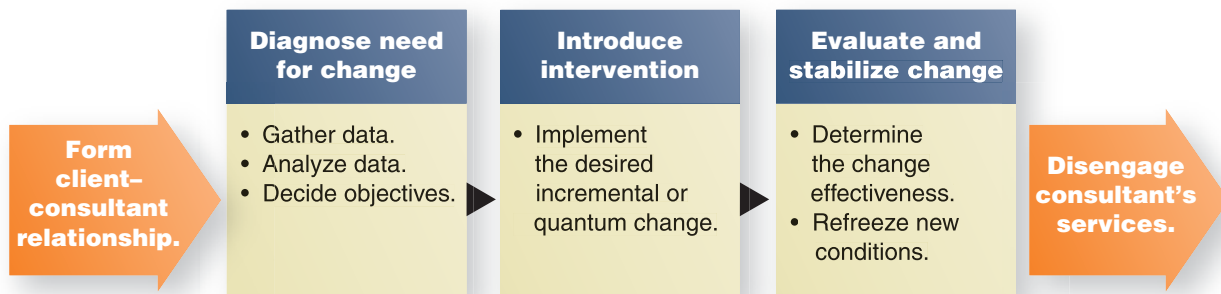 Form
client–
consultant
relationship.
Diagnose need
for change
• Gather data.
• Analyze data.
• Decide objectives.
Introduce
intervention
• Implement
the desired
incremental or
quantum change.
Evaluate and
stabilize change
• Determine
the change
effectiveness.
• Refreeze new
conditions.
Disengage
consultant’s
services.